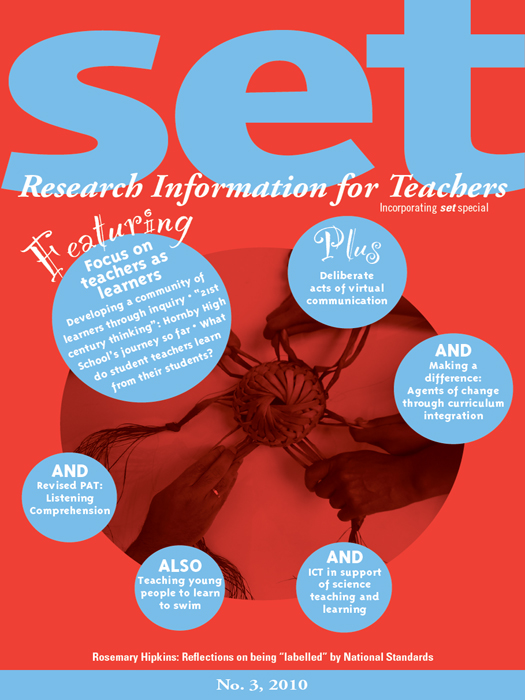 set
Research Information for Teachers
Incorporating set special
Featuring
Focus on
teachers as
learners
Developing a community of
learners through inquiry • "21st
century thinking": Hornby High
School's journey so far • What
do student teachers learn
from their students?
Plus
Deliberate
acts of virtual
communication
AND
Making a
difference:
Agents of change
through curriculum
integration
AND
Revised PAT:
Listening
Comprehension
ALSO
Teaching young
people to learn
to swim
AND
ICT in support
of science
teaching and
learning
Rosemary Hipkins: Reflections on being "labelled" by National Standards
No. 3, 2010